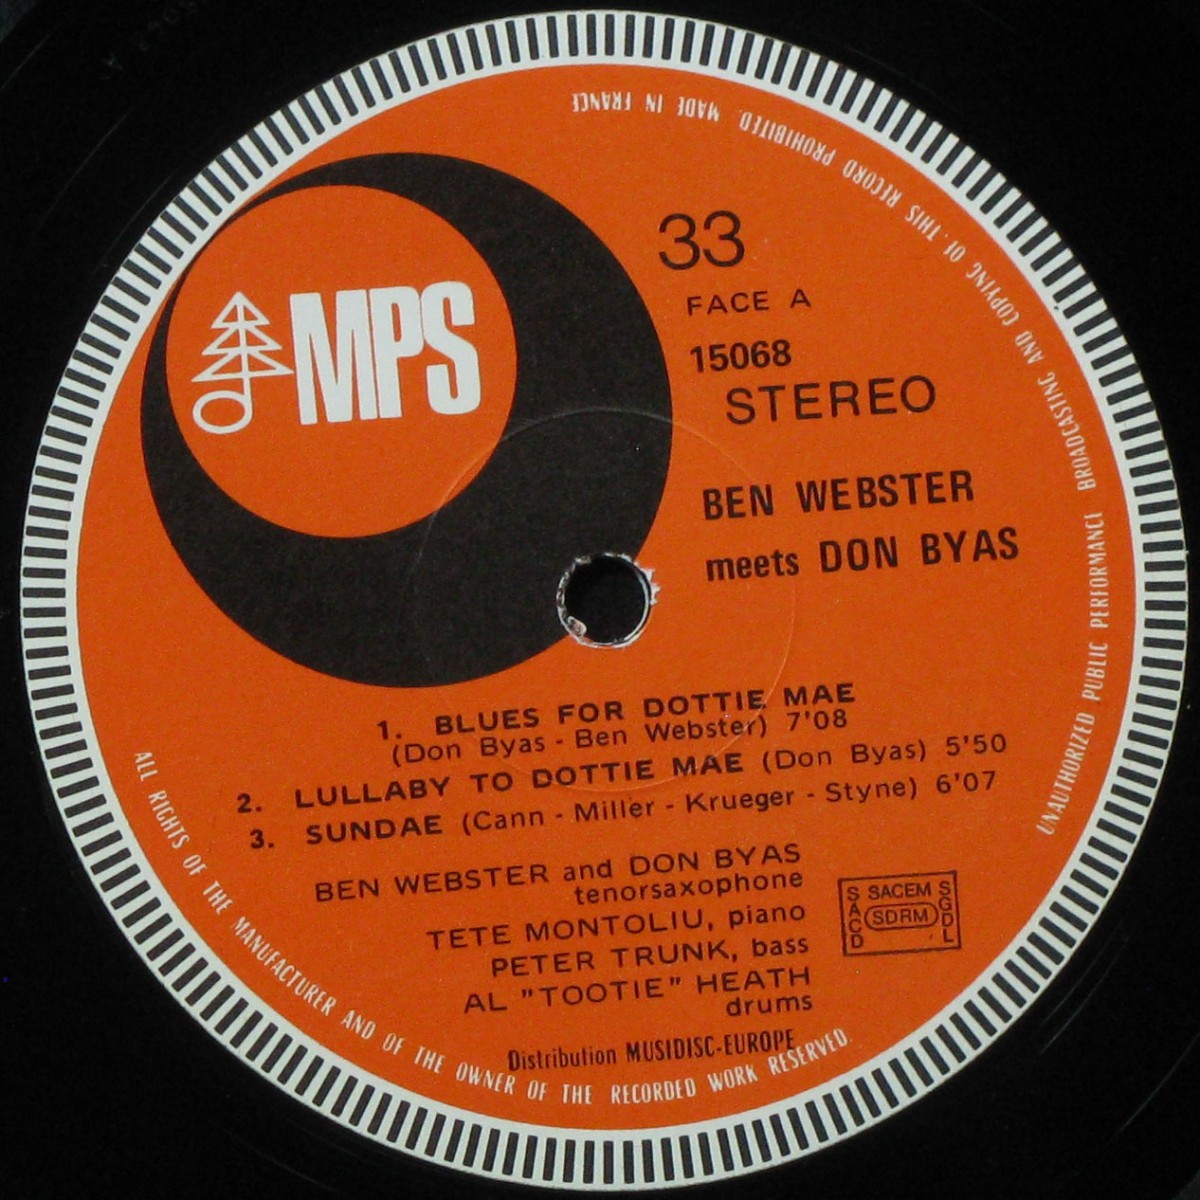 MPS
33
FACE A
15068
STEREO
BEN WEBSTER
meets DON BYAS
1. BLUES FOR DOTTIE MAE
(Don Byas - Ben Webster) 7'08
2. LULLABY TO DOTTIE MAE (Don Byas) 5'50
3. SUNDAE (Cann - Miller - Krueger - Styne) 6'07
BEN WEBSTER and DON BYAS
tenorsaxophone
TETE MONTOLIU, piano
PETER TRUNK, bass
AL "TOOTIE" HEATH
drums
SACD SACEM SGDL
SDRM
Distribution MUSIDISC-EUROPE
ALL RIGHTS OF THE MANUFACTURER AND OF THE OWNER OF THE RECORDED WORK RESERVED.
UNAUTHORIZED PUBLIC PERFORMANCE BROADCASTING AND COPYING OF THIS RECORD PROHIBITED. MADE IN FRANCE